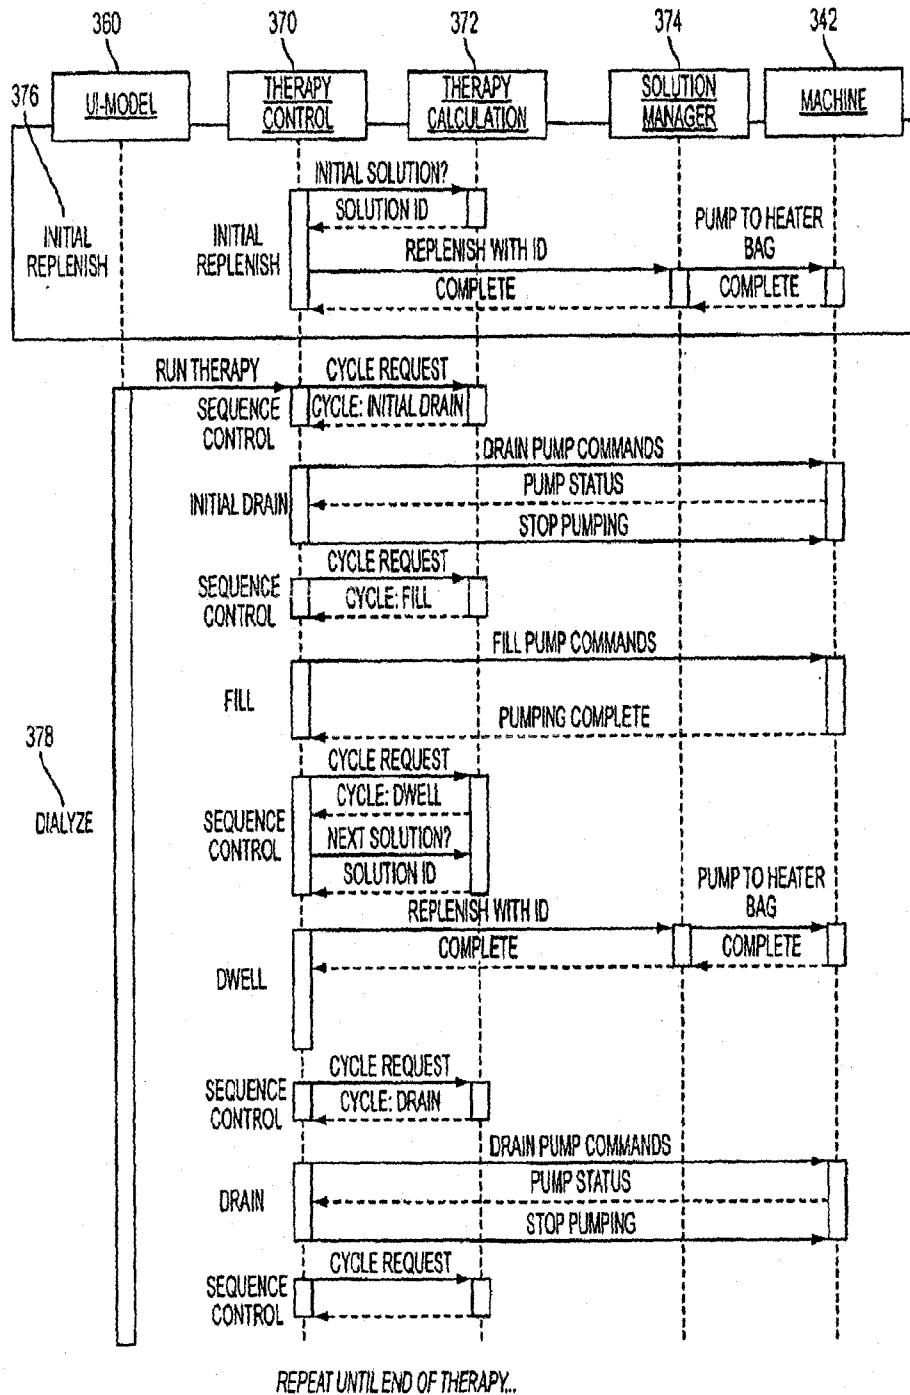 360
370
372
374
342
376
UI-MODEL
THERAPY
CONTROL
THERAPY
CALCULATION
SOLUTION
MANAGER
MACHINE
INITIAL SOLUTION?
SOLUTION ID
INITIAL
REPLENISH
INITIAL
REPLENISH
REPLENISH WITH ID
COMPLETE
PUMP TO HEATER
BAG
COMPLETE
RUN THERAPY
CYCLE REQUEST
SEQUENCE
CONTROL
CYCLE: INITIAL DRAIN
DRAIN PUMP COMMANDS
INITIAL DRAIN
PUMP STATUS
STOP PUMPING
CYCLE REQUEST
SEQUENCE
CONTROL
CYCLE: FILL
FILL PUMP COMMANDS
FILL
PUMPING COMPLETE
378
DIALYZE
CYCLE REQUEST
CYCLE: DWELL
SEQUENCE
CONTROL
NEXT SOLUTION?
SOLUTION ID
REPLENISH WITH ID
PUMP TO HEATER
BAG
COMPLETE
COMPLETE
DWELL
CYCLE REQUEST
SEQUENCE
CONTROL
CYCLE: DRAIN
DRAIN PUMP COMMANDS
DRAIN
PUMP STATUS
STOP PUMPING
CYCLE REQUEST
SEQUENCE
CONTROL
REPEAT UNTIL END OF THERAPY...